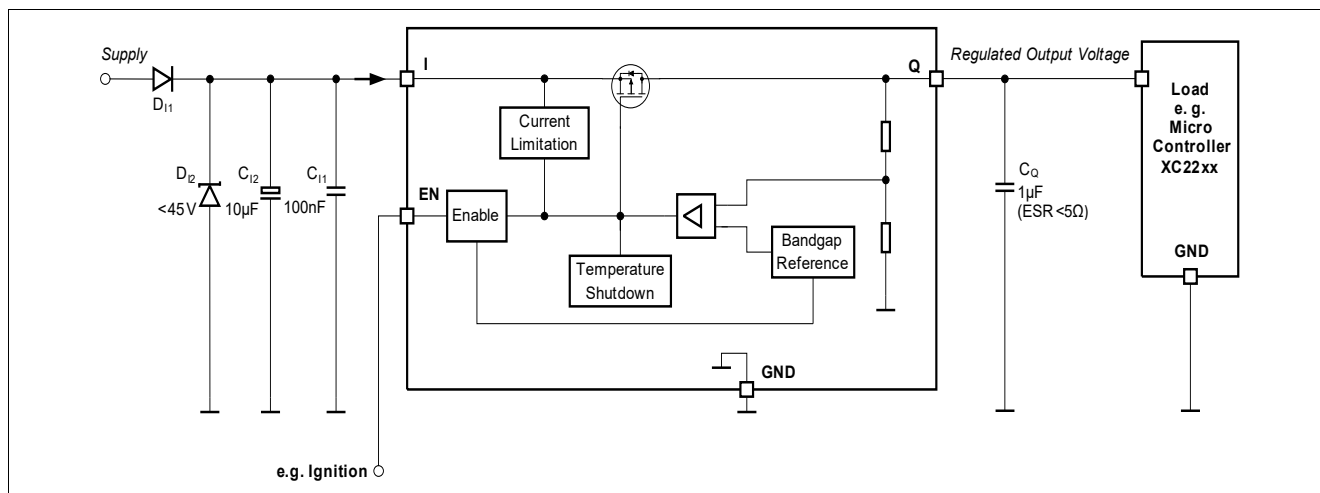 Supply
I
Q
Regulated Output Voltage
Load
e. g.
Micro
Controller
XC22xx
DI1
Current
Limitation
DI2
<45V
CI2
10µF
CI1
100nF
EN
Enable
CQ
1µF
(ESR<5Ω)
Bandgap
Reference
Temperature
Shutdown
GND
GND
e.g. Ignition